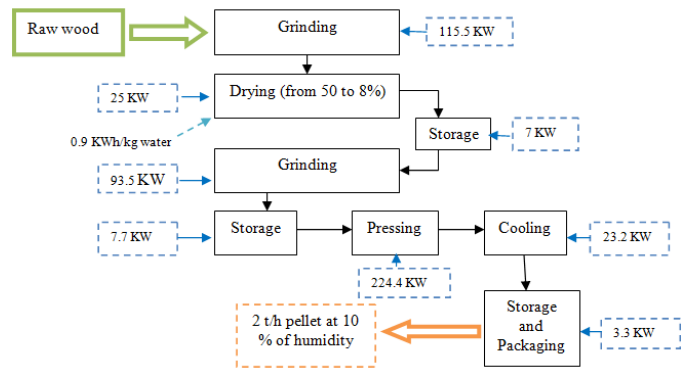 Raw wood
Grinding
115.5 KW
25 KW
Drying (from 50 to 8%)
0.9 KWh/kg water
Storage
7 KW
Grinding
93.5 KW
7.7 KW
Storage
Pressing
Cooling
23.2 KW
224.4 KW
2 t/h pellet at 10
% of humidity
Storage
and
Packaging
3.3 KW